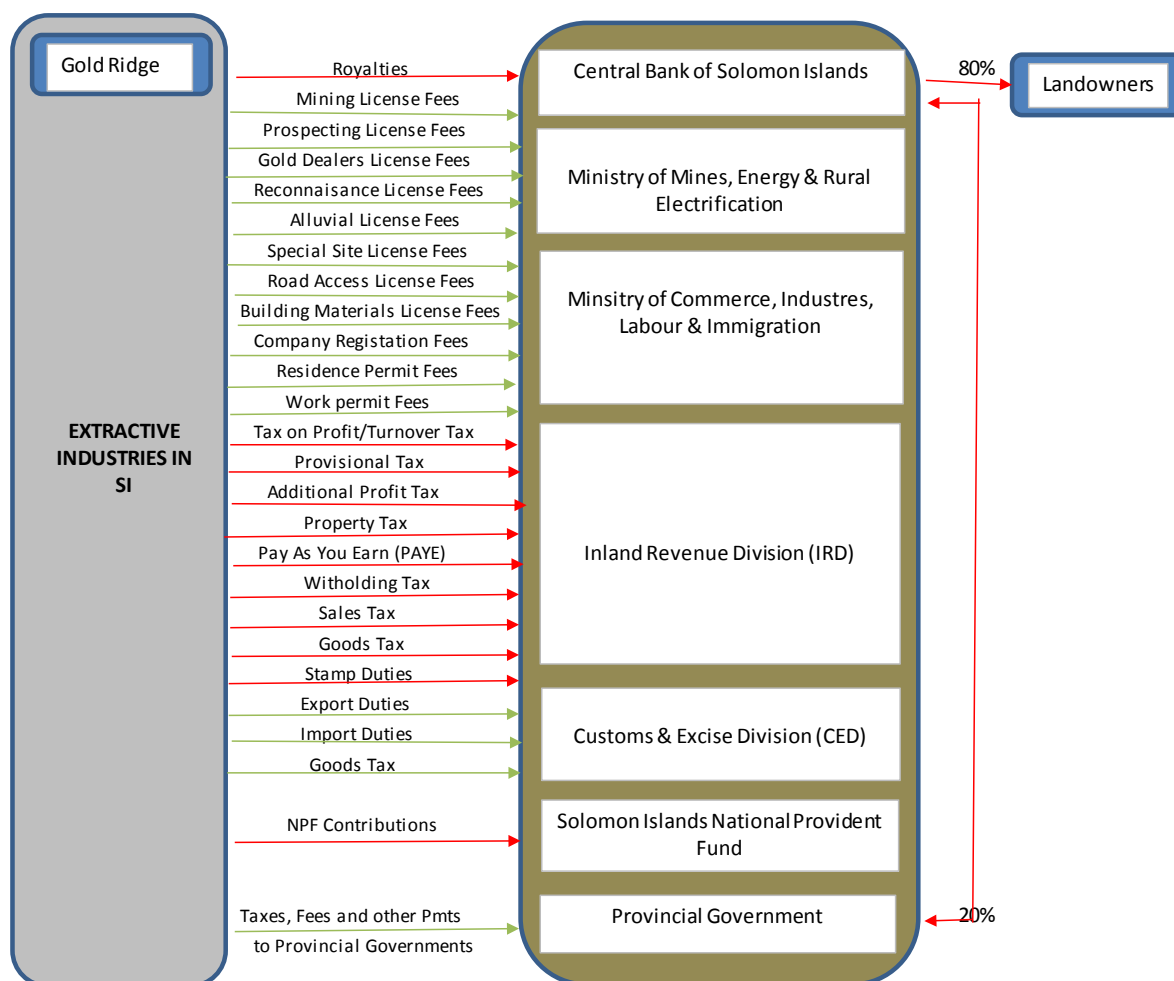 Gold Ridge
EXTRACTIVE
INDUSTRIES IN
SI
Royalties
Mining License Fees
Prospecting License Fees
Gold Dealers License Fees
Reconnaisance License Fees
Alluvial License Fees
Special Site License Fees
Road Access License Fees
Building Materials License Fees
Company Registation Fees
Residence Permit Fees
Work permit Fees
Tax on Profit/Turnover Tax
Provisional Tax
Additional Profit Tax
Property Tax
Pay As You Earn (PAYE)
Witholding Tax
Sales Tax
Goods Tax
Stamp Duties
Export Duties
Import Duties
Goods Tax
NPF Contributions
Taxes, Fees and other Pmts
to Provincial Governments
Central Bank of Solomon Islands
Ministry of Mines, Energy & Rural
Electrification
Minsitry of Commerce, Industres,
Labour & Immigration
Inland Revenue Division (IRD)
Customs & Excise Division (CED)
Solomon Islands National Provident
Fund
Provincial Government
80%
Landowners
20%